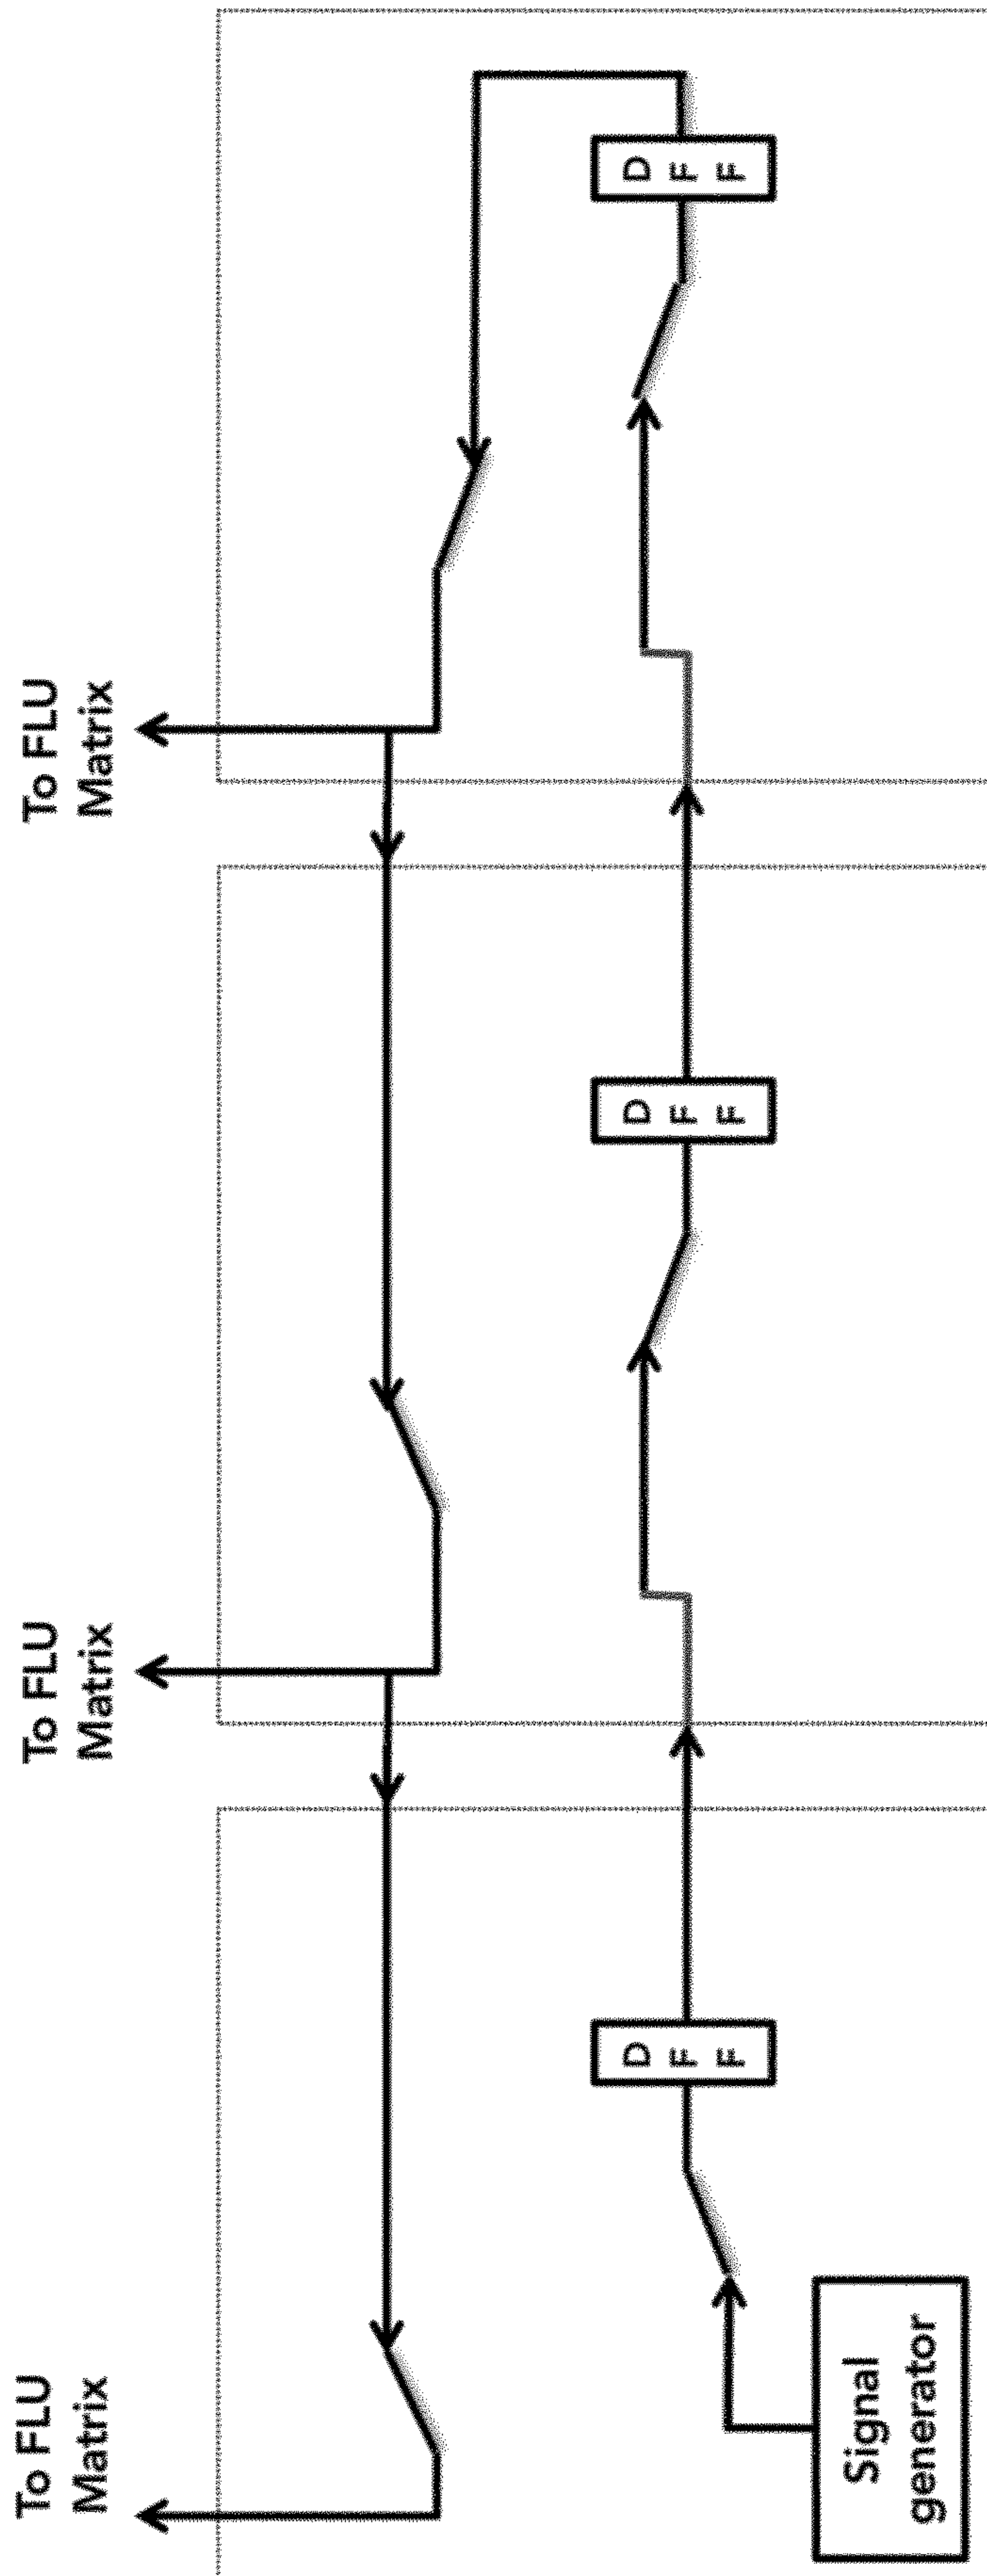 To FLU
Matrix
To FLU
Matrix
To FLU
Matrix
D
F
F
D
F
F
D
F
F
Signal
generator